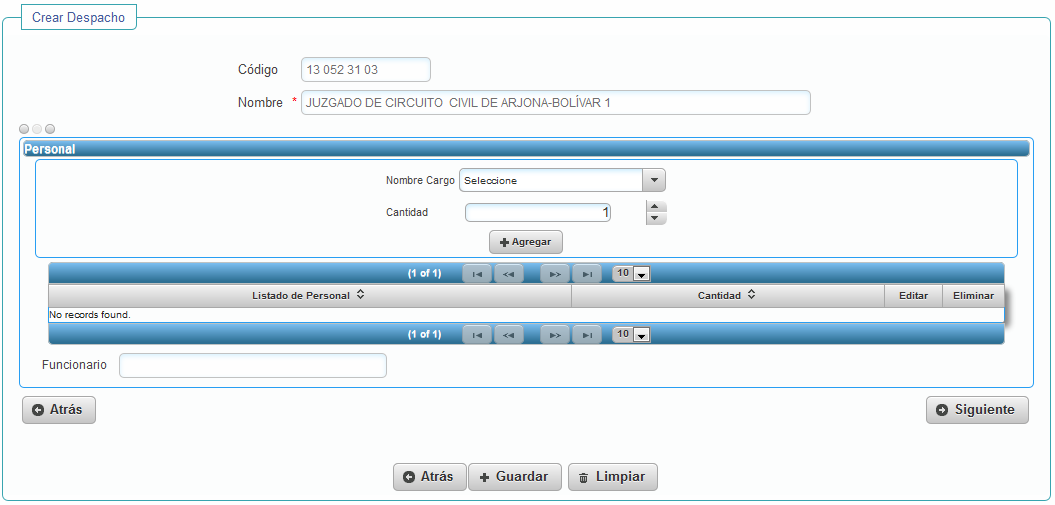 Crear Despacho
Código 13 052 31 03
Nombre * JUZGADO DE CIRCUITO CIVIL DE ARJONA-BOLÍVAR 1
Personal
Nombre Cargo Seleccione
Cantidad 1
Agregar
(1 of 1) 10
Listado de Personal Cantidad Editar Eliminar
No records found.
(1 of 1) 10
Funcionario
Atrás Siguiente
Atrás Guardar Limpiar